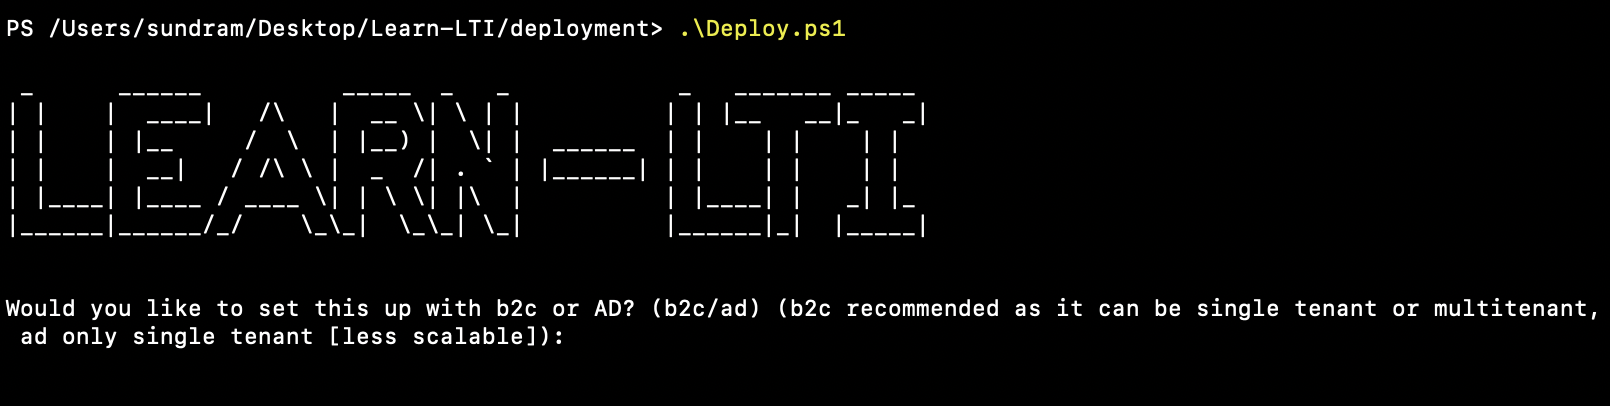 PS /Users/sundram/Desktop/Learn-LTI/deployment> .\Deploy.ps1
LEARN-LTI
Would you like to set this up with b2c or AD? (b2c/ad) (b2c recommended as it can be single tenant or multitenant,
ad only single tenant [less scalable]):